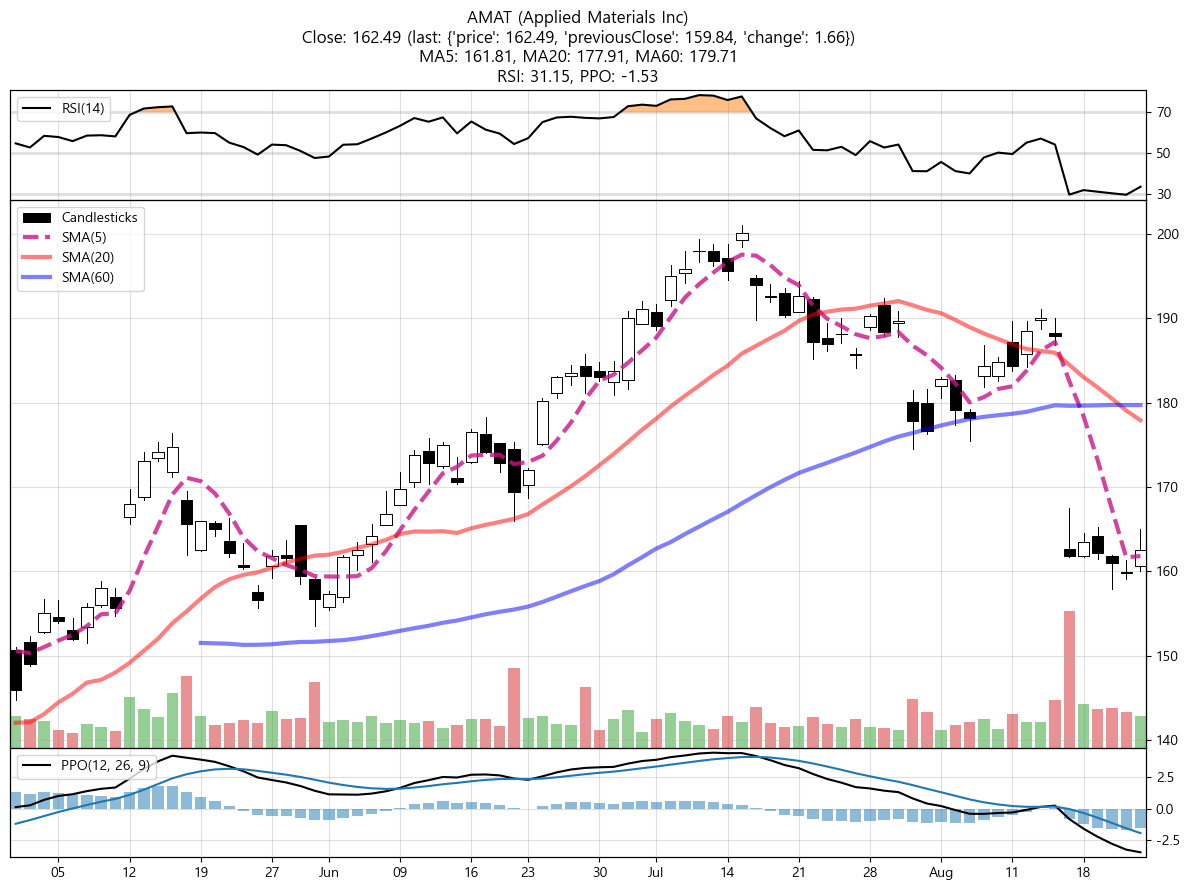 AMAT (Applied Materials Inc)
Close: 162.49 (last: {'price': 162.49, 'previousClose': 159.84, 'change': 1.66})
MA5: 161.81, MA20: 177.91, MA60: 179.71
RSI: 31.15, PPO: -1.53
RSI(14)
70
50
30
Candlesticks
SMA(5)
SMA(20)
SMA(60)
200
190
180
170
160
150
140
PPO(12, 26, 9)
2.5
0.0
-2.5
05 12 19 27 Jun 09 16 23 30 Jul 14 21 28 Aug 11 18